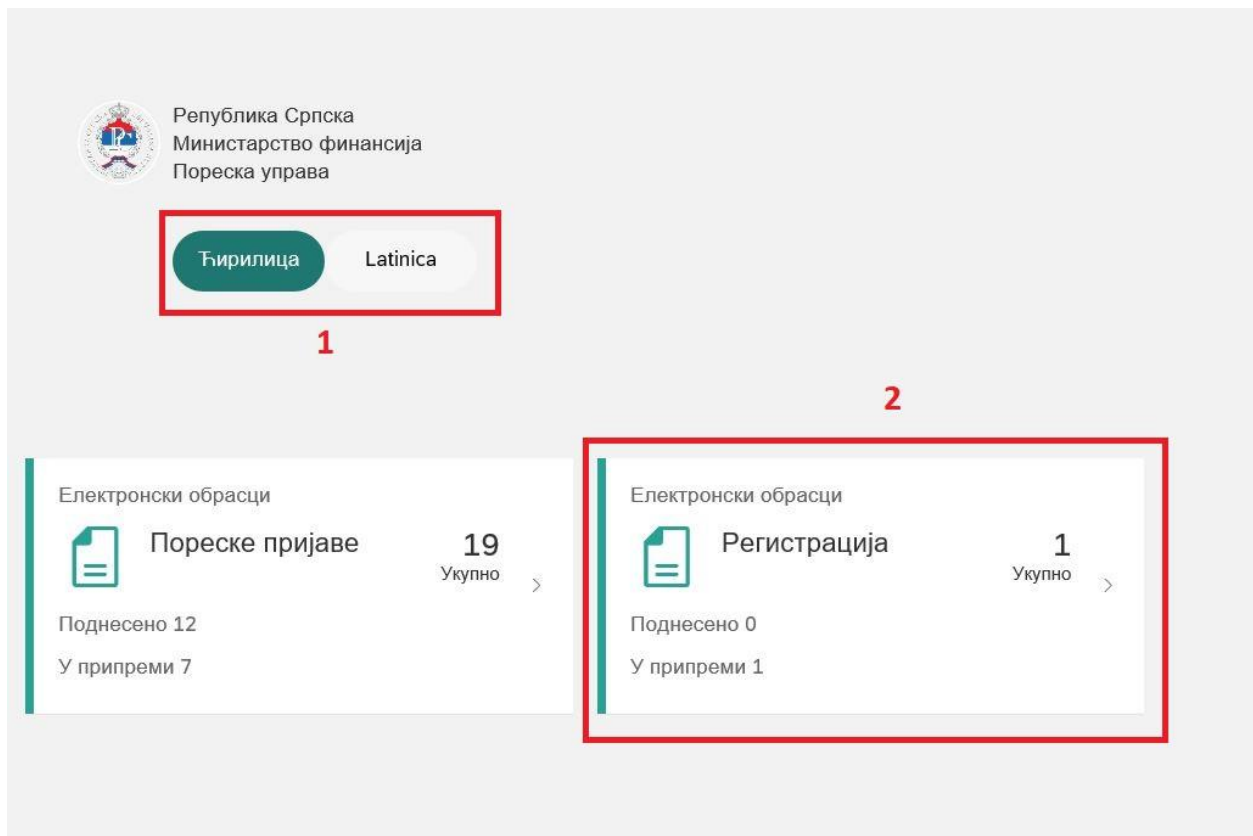 Република Српска
Министарство финансија
Пореска управа
Ћирилица Latinica
1
2
Електронски обрасци
Пореске пријаве 19
Укупно
Поднесено 12
У припреми 7
Електронски обрасци
Регистрација 1
Укупно
Поднесено 0
У припреми 1